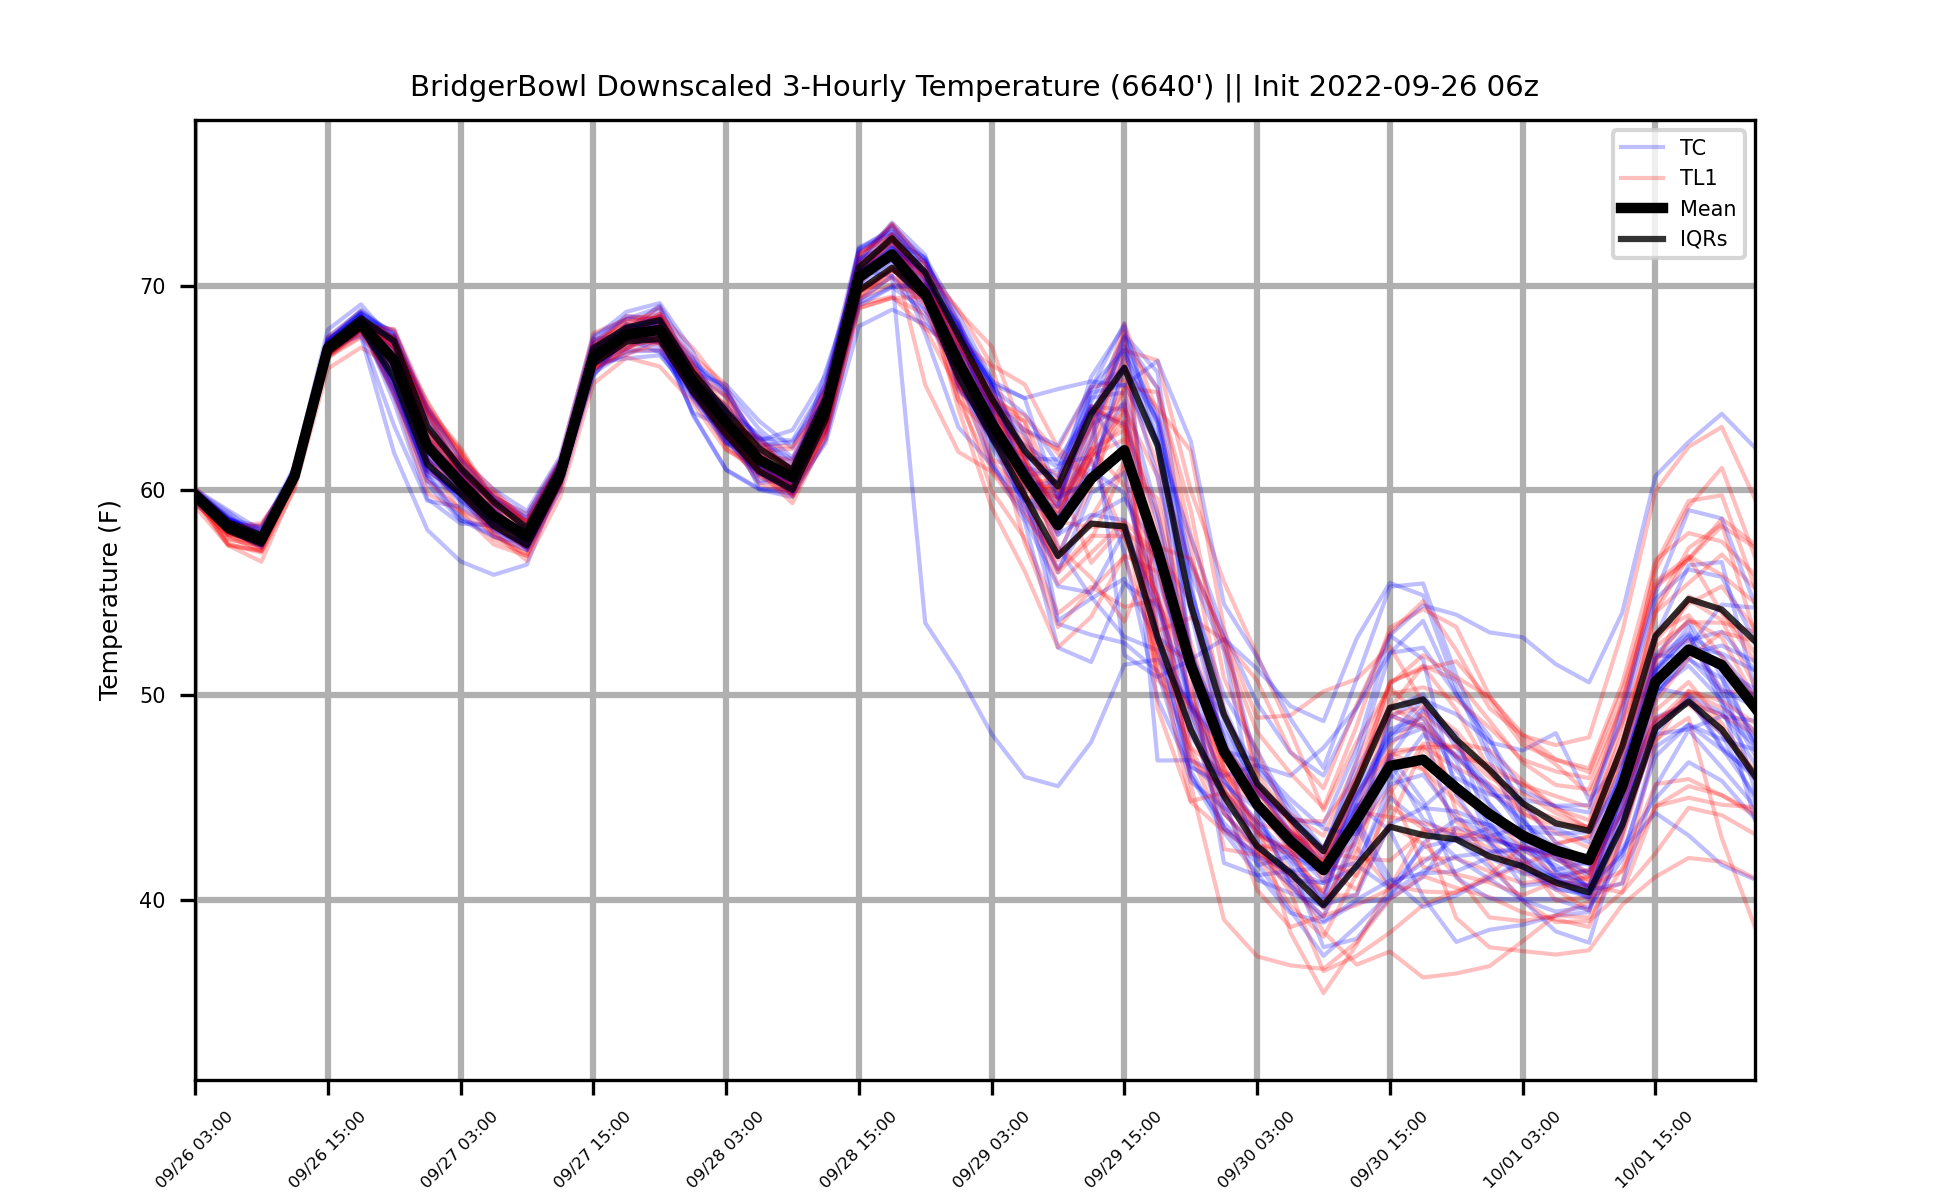 BridgerBowl Downscaled 3-Hourly Temperature (6640') || Init 2022-09-26 06z
TC
TL1
Mean
IQRs
Temperature (F)
70
60
50
40
09/26 03:00
09/26 15:00
09/27 03:00
09/27 15:00
09/28 03:00
09/28 15:00
09/29 03:00
09/29 15:00
09/30 03:00
09/30 15:00
10/01 03:00
10/01 15:00